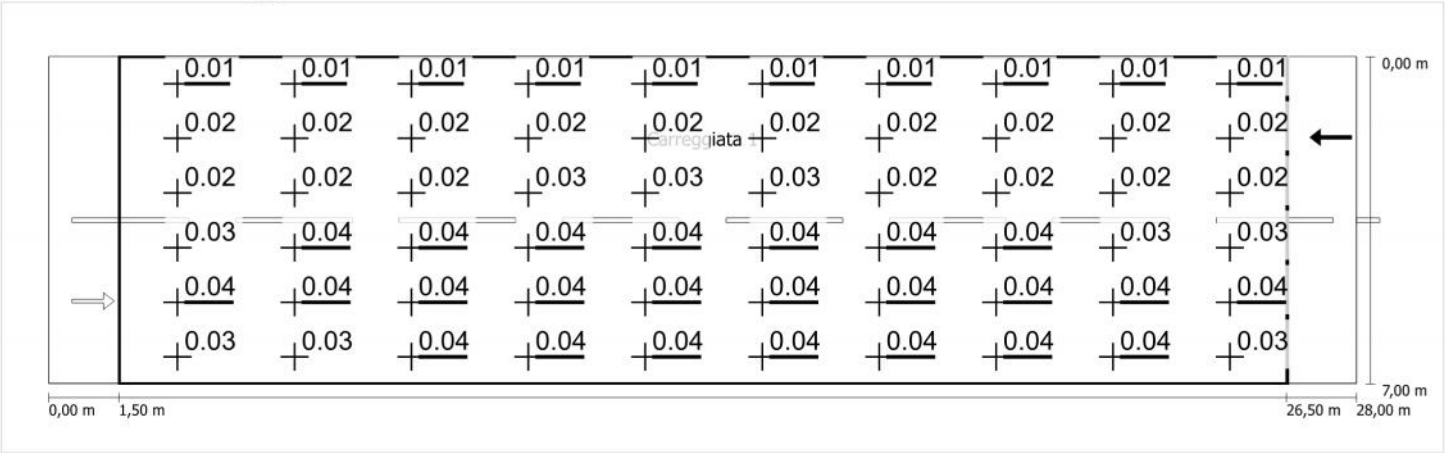 0.01 0.01 0.01 0.01 0.01 0.01 0.01 0.01 0.01 0.01 0,00 m
0.02 0.02 0.02 0.02 0.02 0.02 0.02 0.02 0.02 0.02
Carreggiata 1
0.02 0.02 0.02 0.03 0.03 0.03 0.02 0.02 0.02 0.02
0.03 0.04 0.04 0.04 0.04 0.04 0.04 0.04 0.03 0.03
0.04 0.04 0.04 0.04 0.04 0.04 0.04 0.04 0.04 0.04
0.03 0.03 0.04 0.04 0.04 0.04 0.04 0.04 0.04 0.03
7,00 m
0,00 m 1,50 m 26,50 m 28,00 m